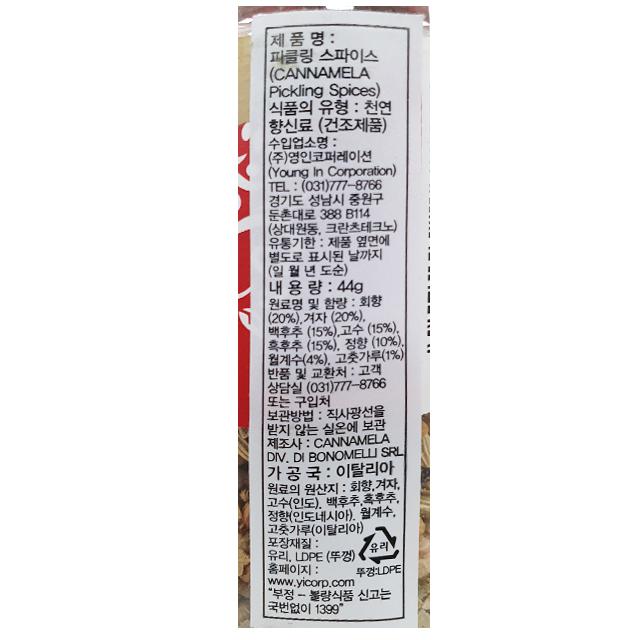 제 품 명 :
피클링 스파이스
(CANNAMELA
Pickling Spices)
식품의 유형 : 천연
향신료 (건조제품)
수입업소명 :
(주)영인코퍼레이션
(Young In Corporation)
TEL : (031)777-8766
경기도 성남시 중원구
둔촌대로 388 B114
(상대원동, 크란츠테크노)
유통기한 : 제품 옆면에
별도로 표시된 날까지
(일 월 년 도순)
내 용 량 : 44g
원료명 및 함량 : 회향
(20%),겨자 (20%),
백후추 (15%),고수 (15%),
흑후추 (15%), 정향 (10%),
월계수(4%), 고춧가루(1%)
반품 및 교환처 : 고객
상담실 (031)777-8766
또는 구입처
보관방법 : 직사광선을
받지 않는 실온에 보관
제조사 : CANNAMELA
DIV. DI BONOMELLI SRL
가 공 국 : 이탈리아
원료의 원산지 : 회향,겨자,
고수(인도), 백후추,흑후추,
정향(인도네시아), 월계수,
고춧가루(이탈리아)
포장재질 :
유리, LDPE (뚜껑)
홈페이지 :
www.yicorp.com
유리
뚜껑:LDPE
"부정 - 불량식품 신고는
국번없이 1399"